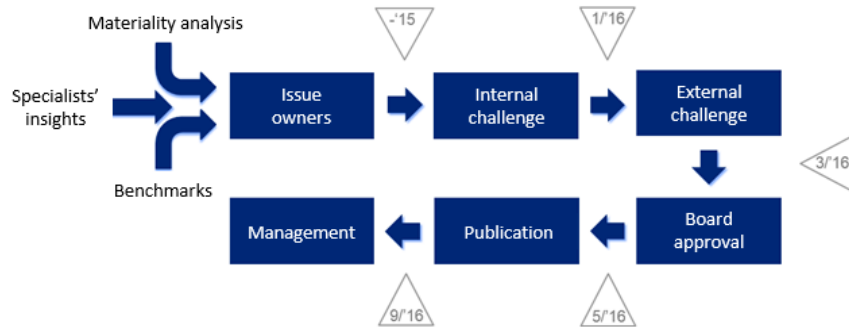 Materiality analysis
-‘15
1/‘16
Specialists’
insights
Issue
owners
Internal
challenge
External
challenge
3/‘16
Benchmarks
Management
Publication
Board
approval
9/‘16
5/‘16